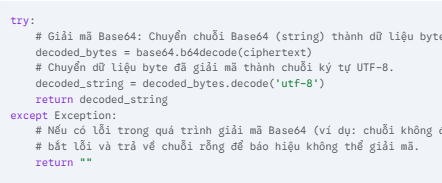 try:
# Giải mã Base64: Chuyển chuỗi Base64 (string) thành dữ liệu byte
decoded_bytes = base64.b64decode(ciphertext)
# Chuyển dữ liệu byte đã giải mã thành chuỗi ký tự UTF-8.
decoded_string = decoded_bytes.decode('utf-8')
return decoded_string
except Exception:
# Nếu có lỗi trong quá trình giải mã Base64 (ví dụ: chuỗi không
# bắt lỗi và trả về chuỗi rỗng để báo hiệu không thể giải mã.
return ""